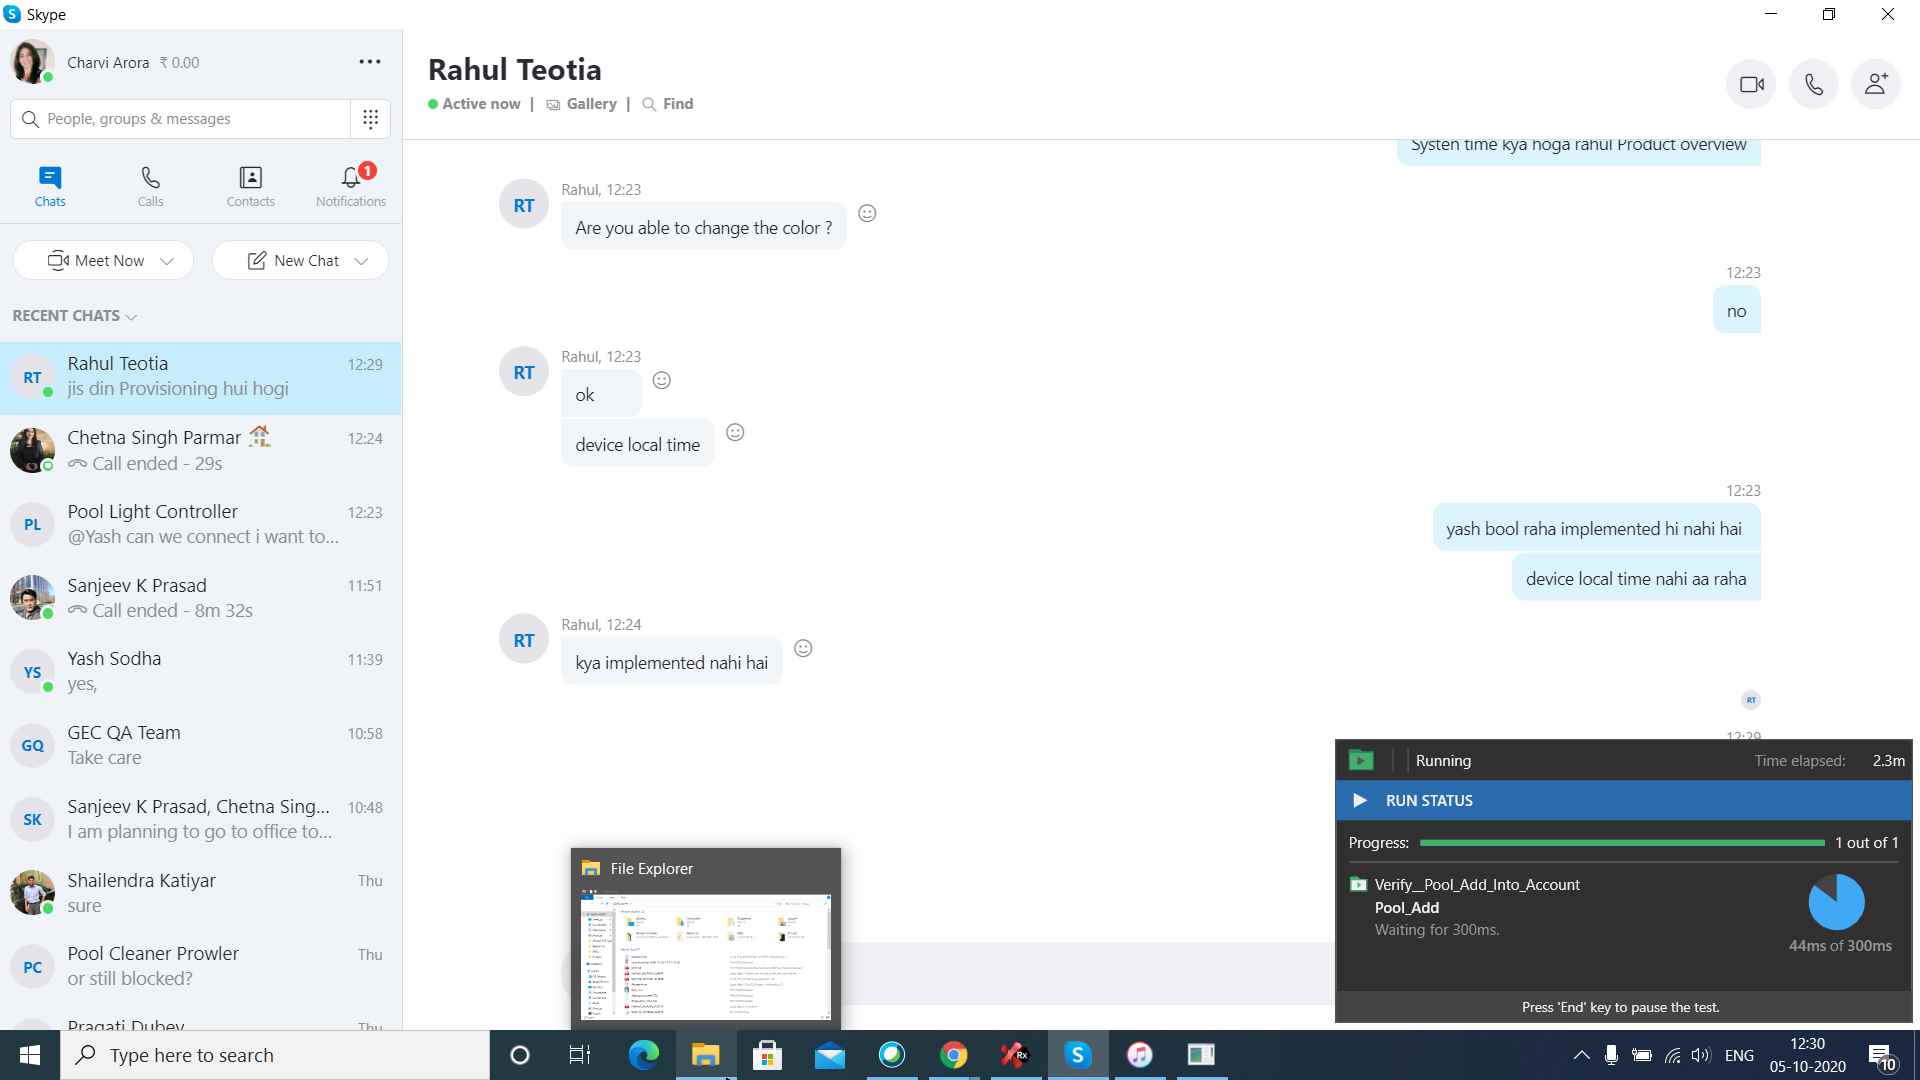 Skype
Charvi Arora ₹ 0.00
People, groups & messages
Chats
Calls
Contacts
Notifications
1
Meet Now
New Chat
RECENT CHATS
RT
Rahul Teotia
12:29
jis din Provisioning hui hogi
Chetna Singh Parmar
12:24
Call ended - 29s
PL
Pool Light Controller
12:23
@Yash can we connect i want to...
Sanjeev K Prasad
11:51
Call ended - 8m 32s
YS
Yash Sodha
11:39
yes,
GQ
GEC QA Team
10:58
Take care
SK
Sanjeev K Prasad, Chetna Sing...
10:48
I am planning to go to office to...
Shailendra Katiyar
Thu
sure
PC
Pool Cleaner Prowler
Thu
or still blocked?
Pragati Dubey
Thu
Rahul Teotia
Active now | Gallery | Find
Systen time kya hoga rahul Product overview
RT
Rahul, 12:23
Are you able to change the color ?
12:23
no
RT
Rahul, 12:23
ok
device local time
12:23
yash bool raha implemented hi nahi hai
device local time nahi aa raha
RT
Rahul, 12:24
kya implemented nahi hai
RT
12:29
File Explorer
Running
Time elapsed: 2.3m
RUN STATUS
Progress: 1 out of 1
Verify__Pool_Add_Into_Account
Pool_Add
Waiting for 300ms.
44ms of 300ms
Press 'End' key to pause the test.
Type here to search
Rx
ENG
12:30
05-10-2020
10